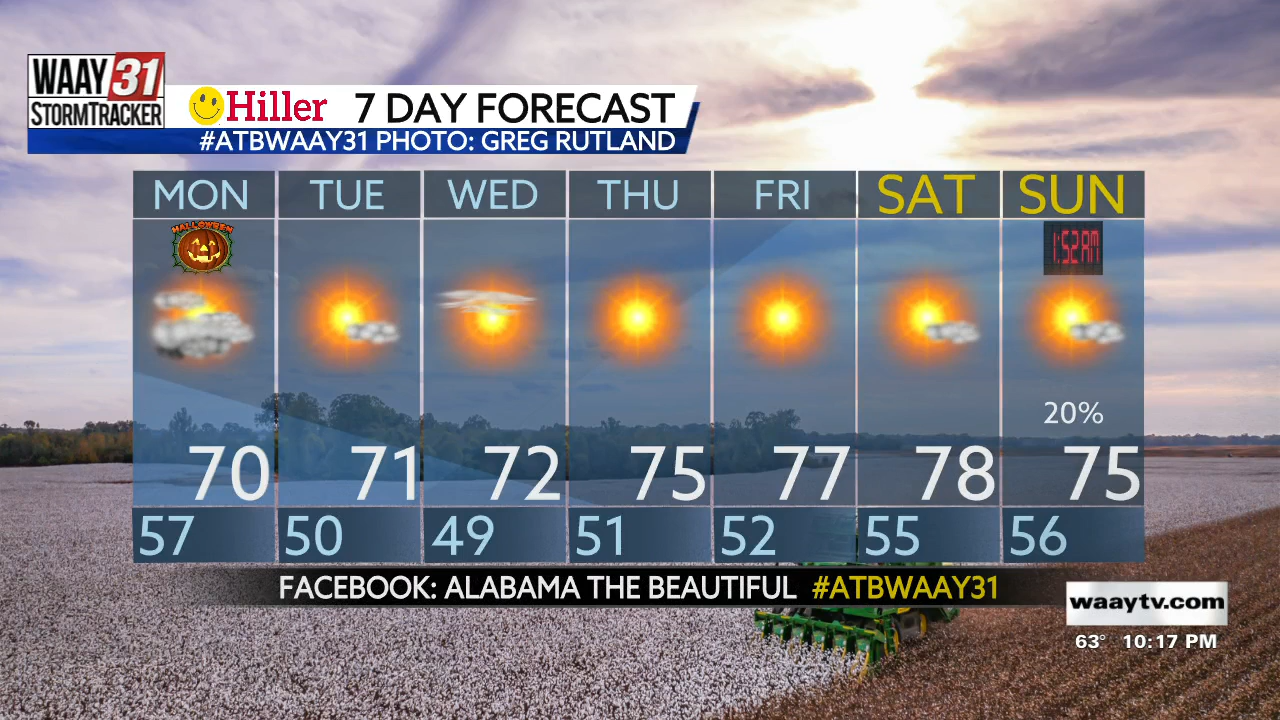 WAAY 31
STORMTRACKER
Hiller 7 DAY FORECAST
#ATBWAAY31 PHOTO: GREG RUTLAND
MON TUE WED THU FRI SAT SUN
HALLOWEEN
1:52AM
20%
70 71 72 75 77 78 75
57 50 49 51 52 55 56
FACEBOOK: ALABAMA THE BEAUTIFUL #ATBWAAY31
waaytv.com
63° 10:17 PM